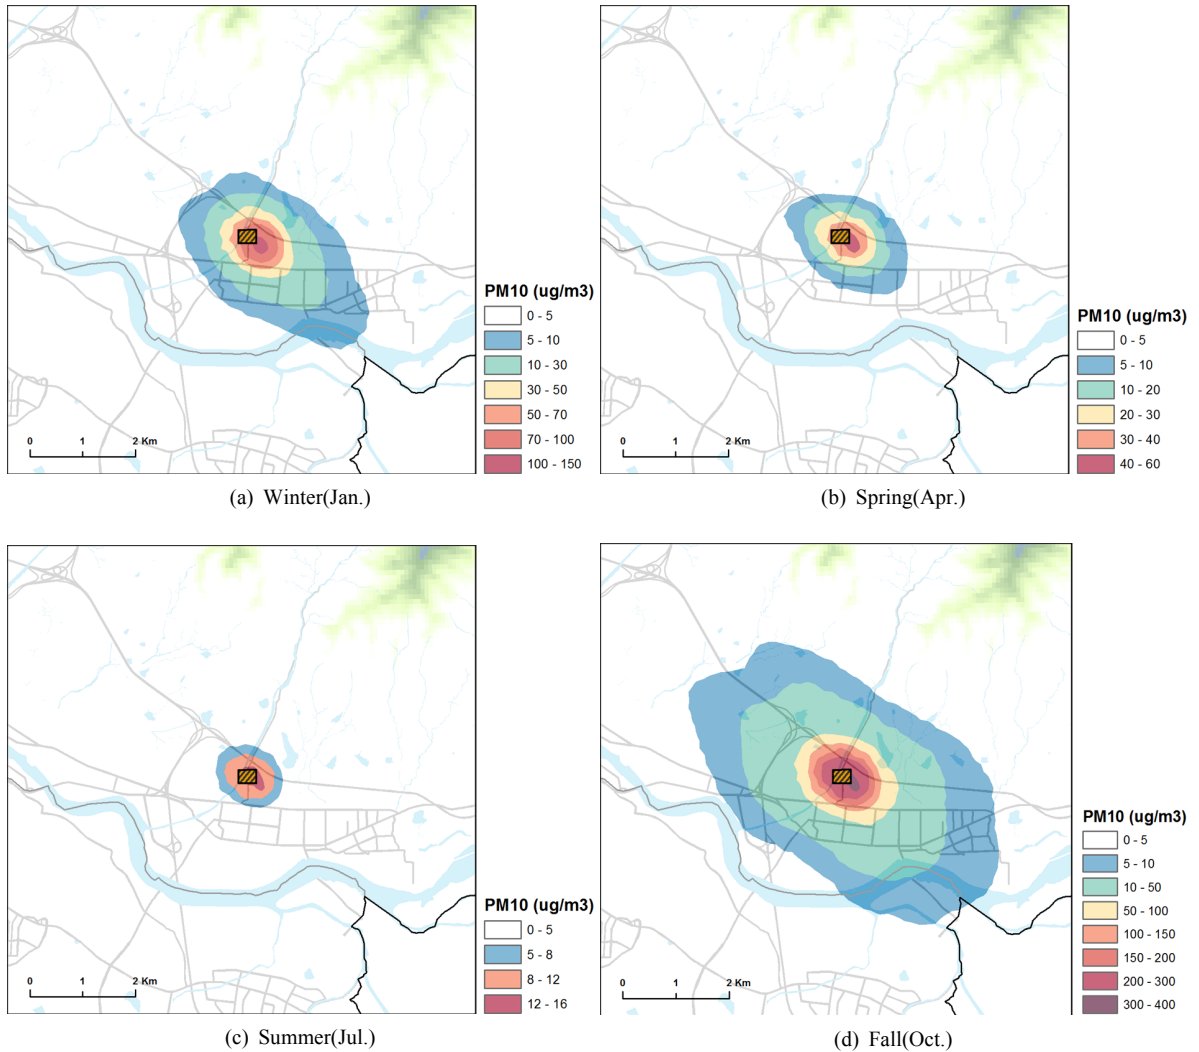 PM10 (ug/m3)
0 - 5
5 - 10
10 - 30
30 - 50
50 - 70
70 - 100
100 - 150
0 1 2 Km
(a) Winter(Jan.)
PM10 (ug/m3)
0 - 5
5 - 10
10 - 20
20 - 30
30 - 40
40 - 60
0 1 2 Km
(b) Spring(Apr.)
PM10 (ug/m3)
0 - 5
5 - 8
8 - 12
12 - 16
0 1 2 Km
(c) Summer(Jul.)
PM10 (ug/m3)
0 - 5
5 - 10
10 - 50
50 - 100
100 - 150
150 - 200
200 - 300
300 - 400
0 1 2 Km
(d) Fall(Oct.)